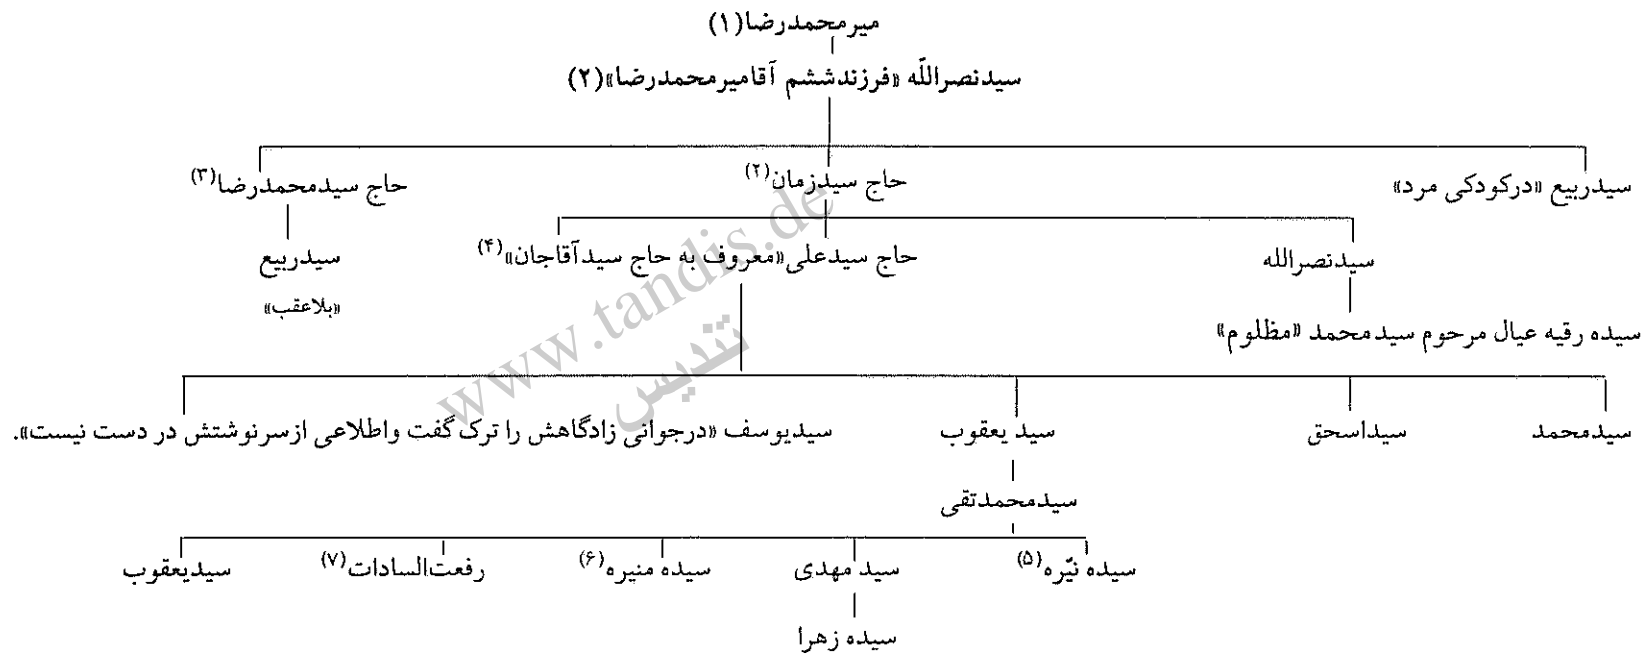 میرمحمدرضا(۱)
سیدنصراللّه «فرزندششم آقامیرمحمدرضا»(۲)
سیدربیع «درکودکی مرد» حاج سیدزمان(۲) حاج سیدمحمدرضا(۳)
سیدنصرالله حاج سیدعلی«معروف به حاج سیدآقاجان»(۴) سیدربیع
«بلاعقب»
سیده رقیه عیال مرحوم سیدمحمد «مظلوم»
سیدمحمد سیداسحق سید یعقوب سیدیوسف «درجوانی زادگاهش را ترک گفت واطلاعی ازسرنوشتش در دست نیست».
سیدمحمدتقی
سیده نیّره(۵) سید مهدی سیده منیره(۶) رفعت‌السادات(۷) سیدیعقوب
سیده زهرا
www.tandis.de
تندیس